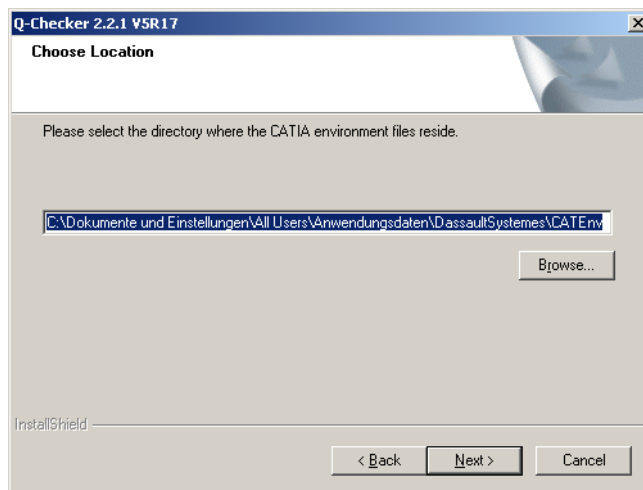 Q-Checker 2.2.1 V5R17
Choose Location
Please select the directory where the CATIA environment files reside.
C:\Dokumente und Einstellungen\All Users\Anwendungsdaten\DassaultSystemes\CATEnv
Browse...
InstallShield
< Back
Next >
Cancel